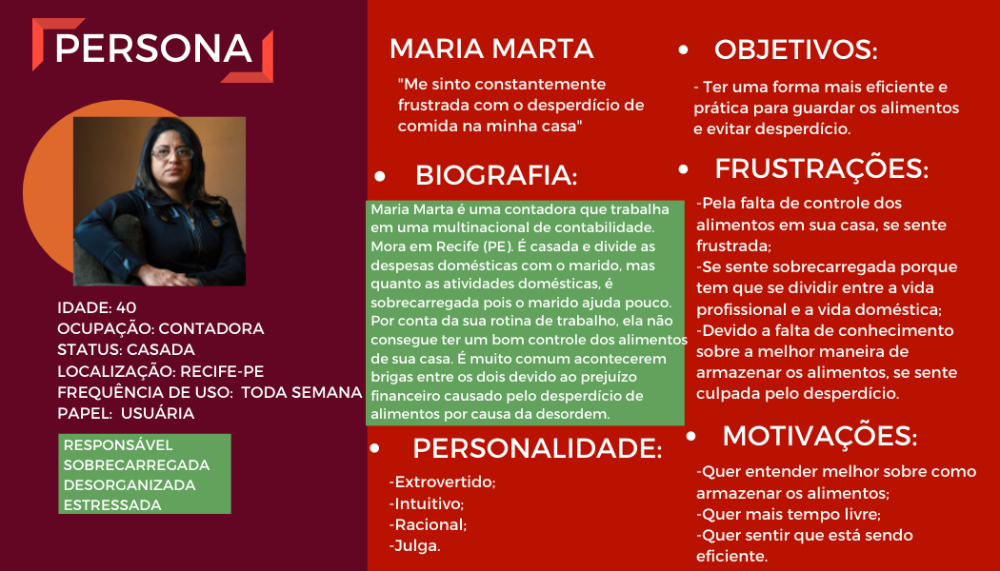 PERSONA
IDADE: 40
OCUPAÇÃO: CONTADORA
STATUS: CASADA
LOCALIZAÇÃO: RECIFE-PE
FREQUÊNCIA DE USO:  TODA SEMANA
PAPEL:  USUÁRIA
RESPONSÁVEL
SOBRECARREGADA
DESORGANIZADA
ESTRESSADA
MARIA MARTA
"Me sinto constantemente
frustrada com o desperdício de
comida na minha casa"
• BIOGRAFIA:
Maria Marta é uma contadora que trabalha
em uma multinacional de contabilidade.
Mora em Recife (PE). É casada e divide as
despesas domésticas com o marido, mas
quanto as atividades domésticas, é
sobrecarregada pois o marido ajuda pouco.
Por conta da sua rotina de trabalho, ela não
consegue ter um bom controle dos alimentos
de sua casa. É muito comum acontecerem
brigas entre os dois devido ao prejuízo
financeiro causado pelo desperdício de
alimentos por causa da desordem.
• PERSONALIDADE:
-Extrovertido;
-Intuitivo;
-Racional;
-Julga.
• OBJETIVOS:
- Ter uma forma mais eficiente e
prática para guardar os alimentos
e evitar desperdício.
• FRUSTRAÇÕES:
-Pela falta de controle dos
alimentos em sua casa, se sente
frustrada;
-Se sente sobrecarregada porque
tem que se dividir entre a vida
profissional e a vida doméstica;
-Devido a falta de conhecimento
sobre a melhor maneira de
armazenar os alimentos, se sente
culpada pelo desperdício.
• MOTIVAÇÕES:
-Quer entender melhor sobre como
armazenar os alimentos;
-Quer mais tempo livre;
-Quer sentir que está sendo
eficiente.